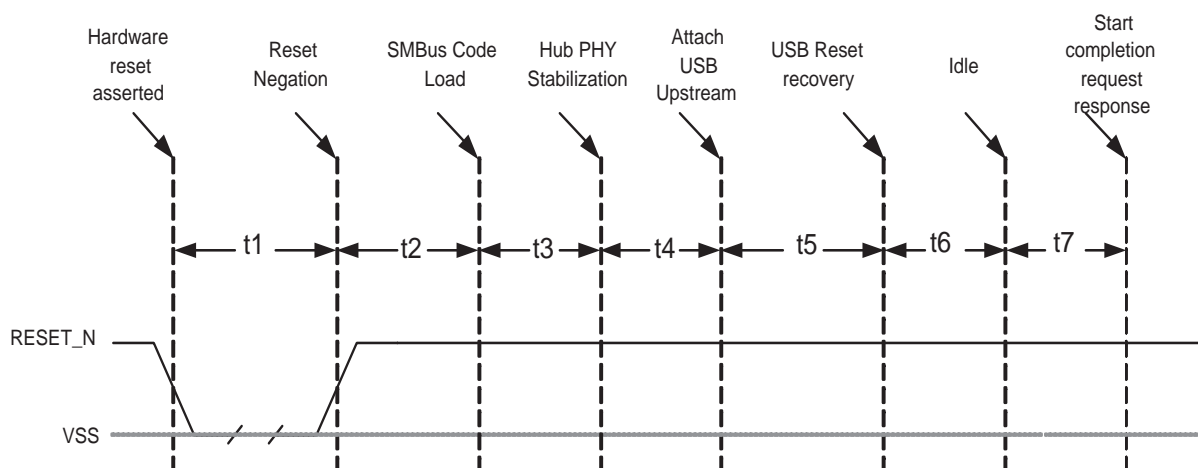 Hardware
reset
asserted
Reset
Negation
SMBus Code
Load
Hub PHY
Stabilization
Attach
USB
Upstream
USB Reset
recovery
Idle
Start
completion
request
response
t1
t2
t3
t4
t5
t6
t7
RESET_N
VSS